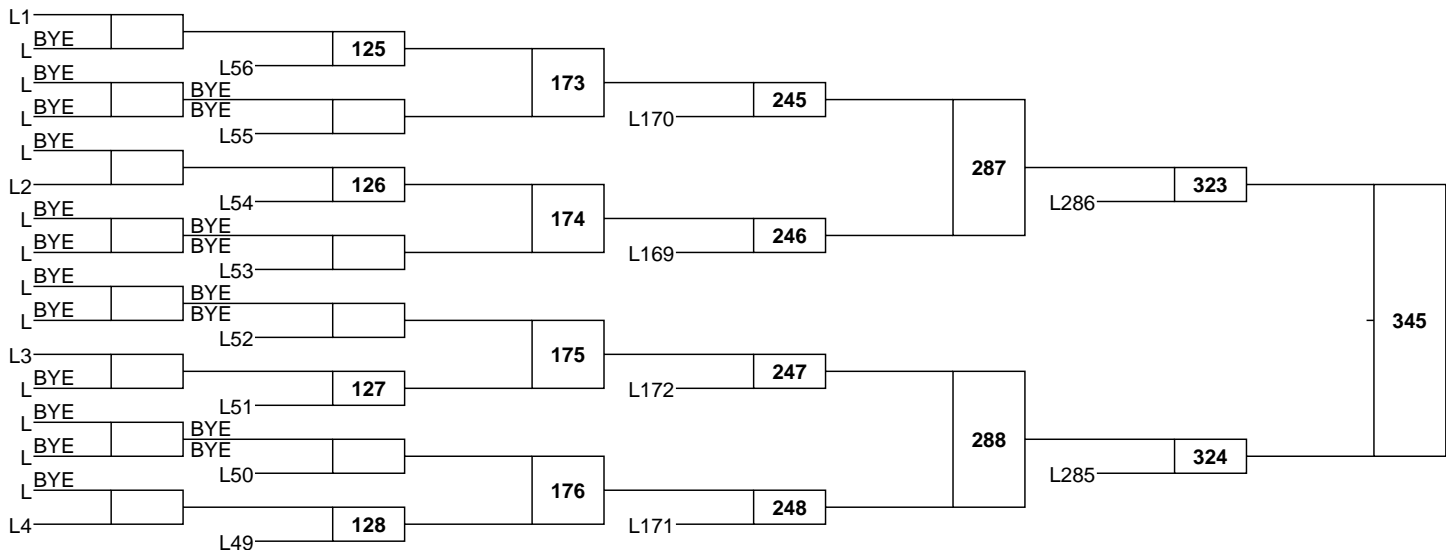 L1
BYE
L
125
L56
BYE
L
173
BYE
BYE
245
BYE
L
L55
L170
BYE
L
287
L2
126
323
L54
L286
BYE
L
174
BYE
BYE
246
BYE
L
L53
L169
BYE
L
BYE
BYE
BYE
L
L52
345
L3
175
247
BYE
L
127
L172
L51
BYE
L
288
BYE
BYE
BYE
L
324
L50
L285
BYE
L
176
248
L4
128
L171
L49